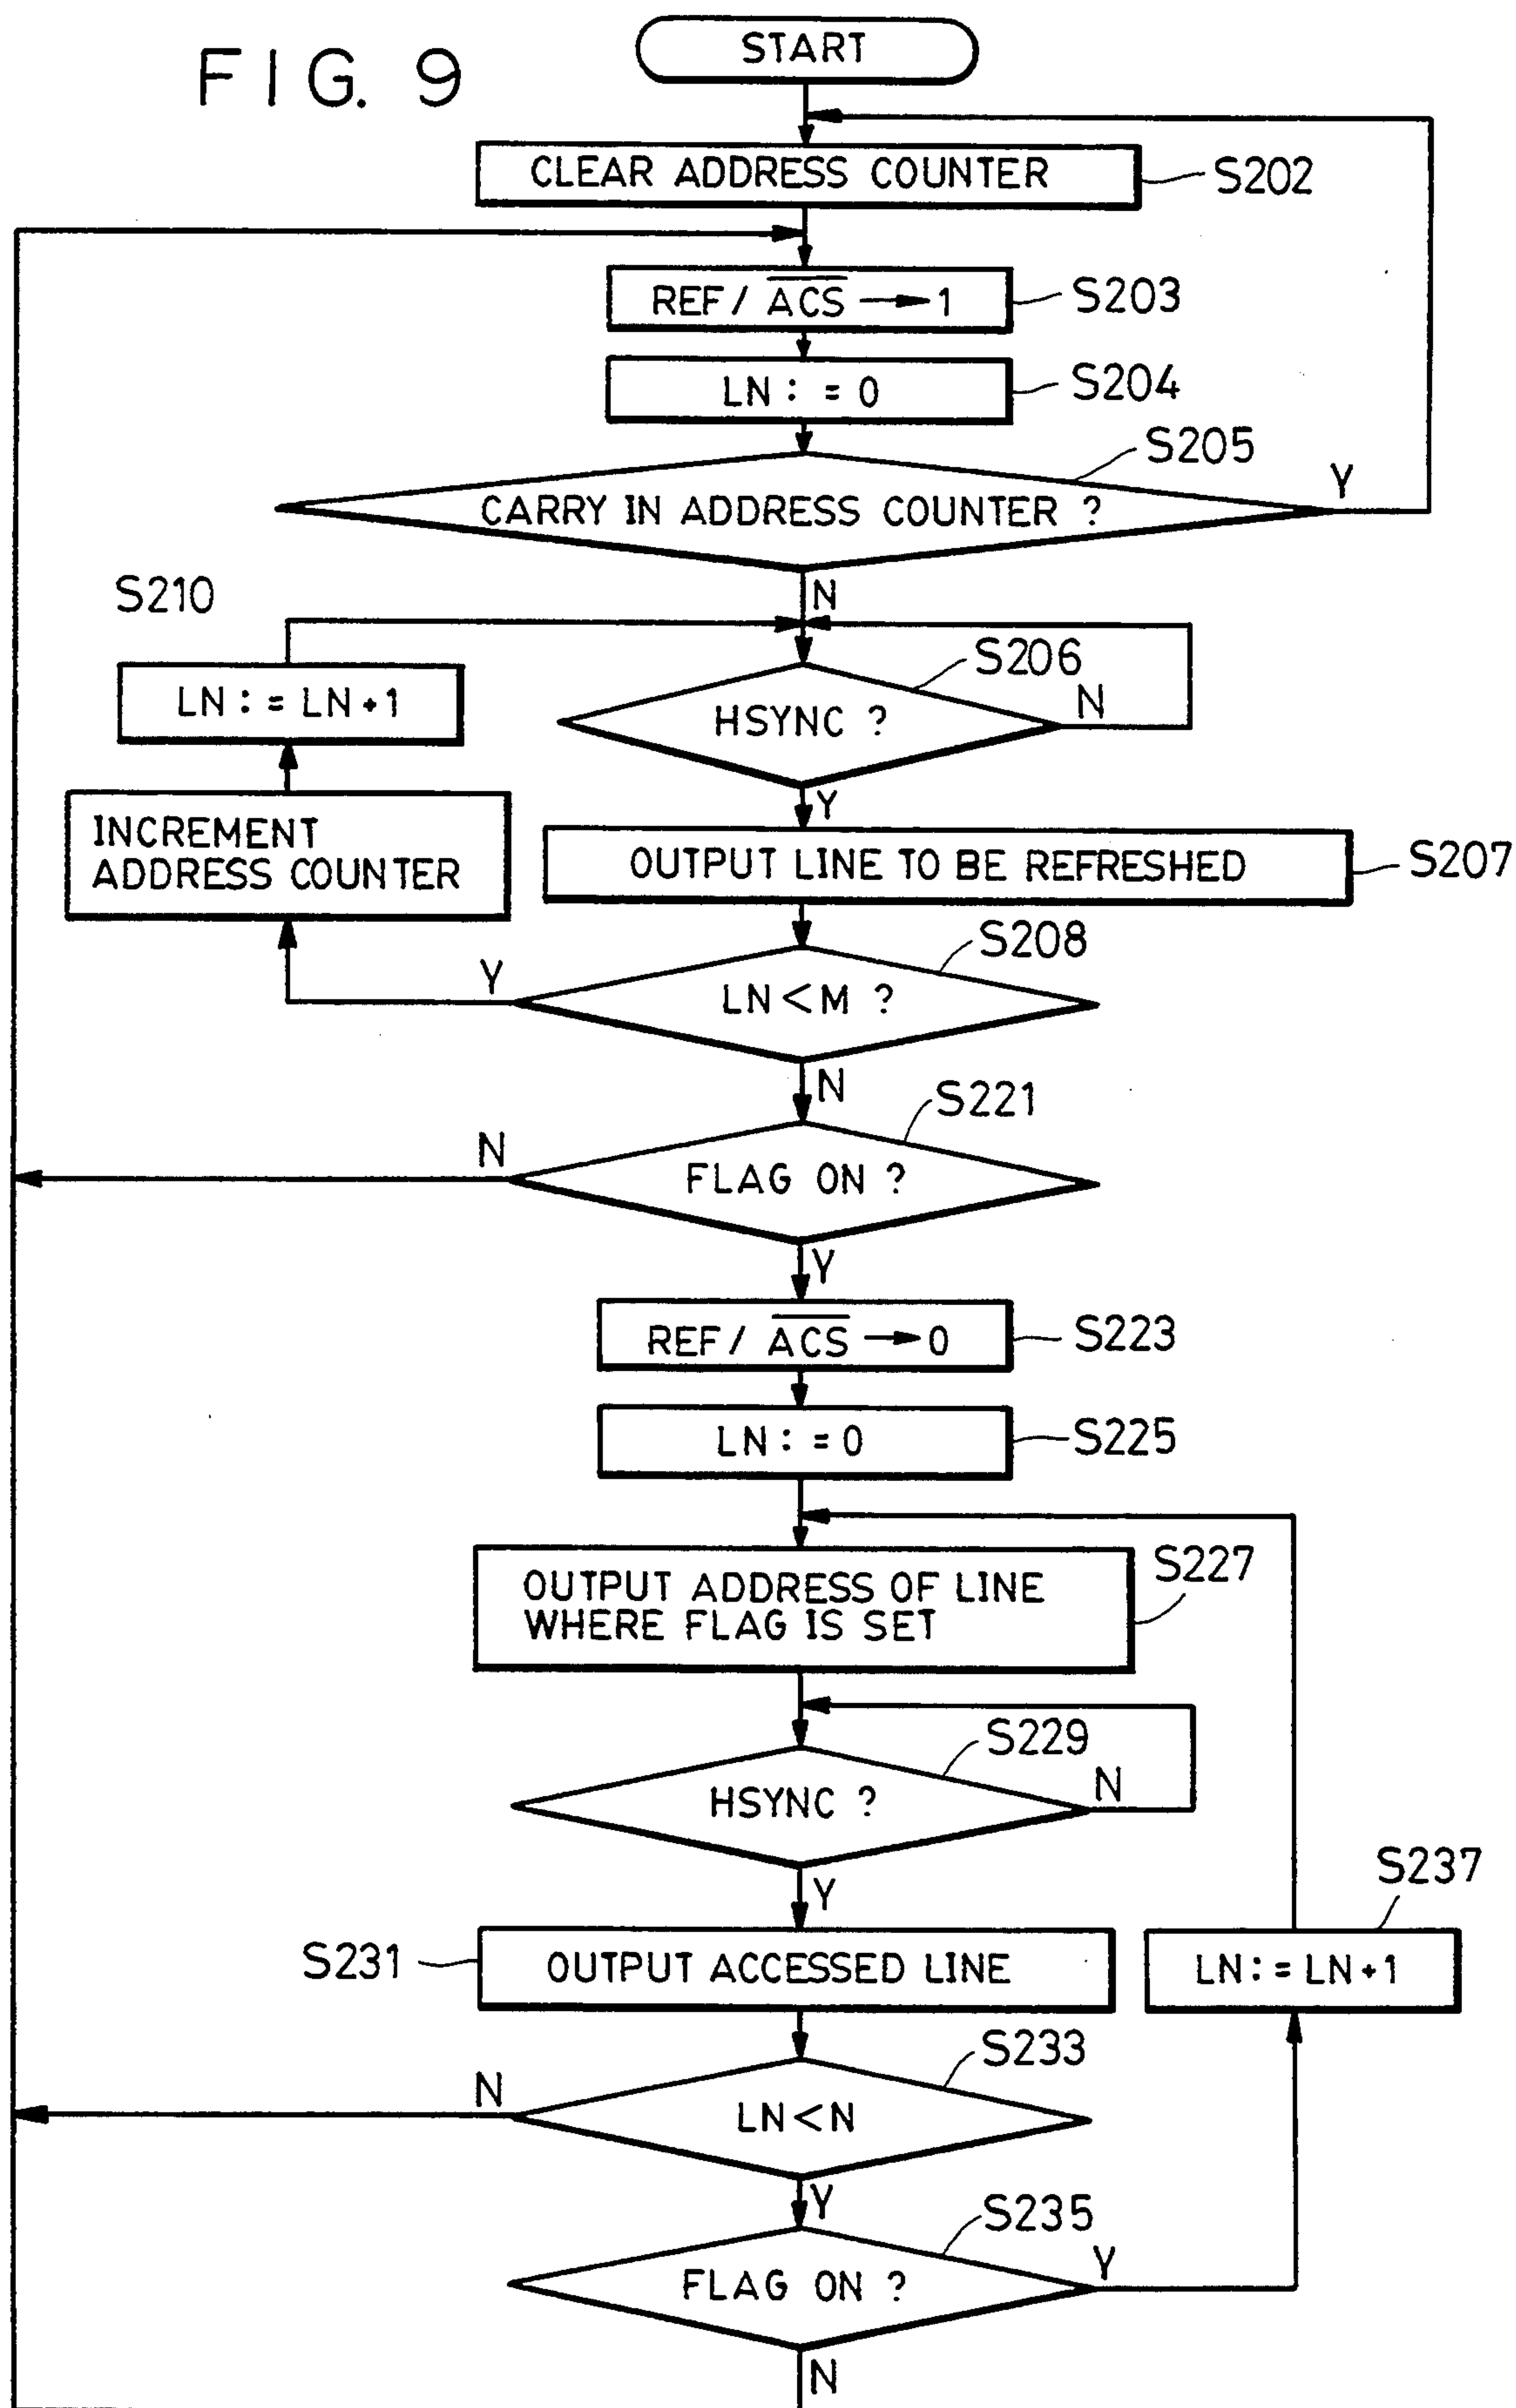 FIG. 9
START
CLEAR ADDRESS COUNTER
S202
REF / A̅C̅S̅ → 1
S203
LN : = 0
S204
S205
CARRY IN ADDRESS COUNTER ?
Y
N
S210
S206
LN : = LN + 1
HSYNC ?
N
Y
INCREMENT
ADDRESS COUNTER
OUTPUT LINE TO BE REFRESHED
S207
S208
Y
LN < M ?
N
S221
N
FLAG ON ?
Y
REF / A̅C̅S̅ → 0
S223
LN : = 0
S225
S227
OUTPUT ADDRESS OF LINE
WHERE FLAG IS SET
S229
HSYNC ?
N
Y
S237
S231
OUTPUT ACCESSED LINE
LN : = LN + 1
S233
N
LN < N
Y
S235
FLAG ON ?
Y
N